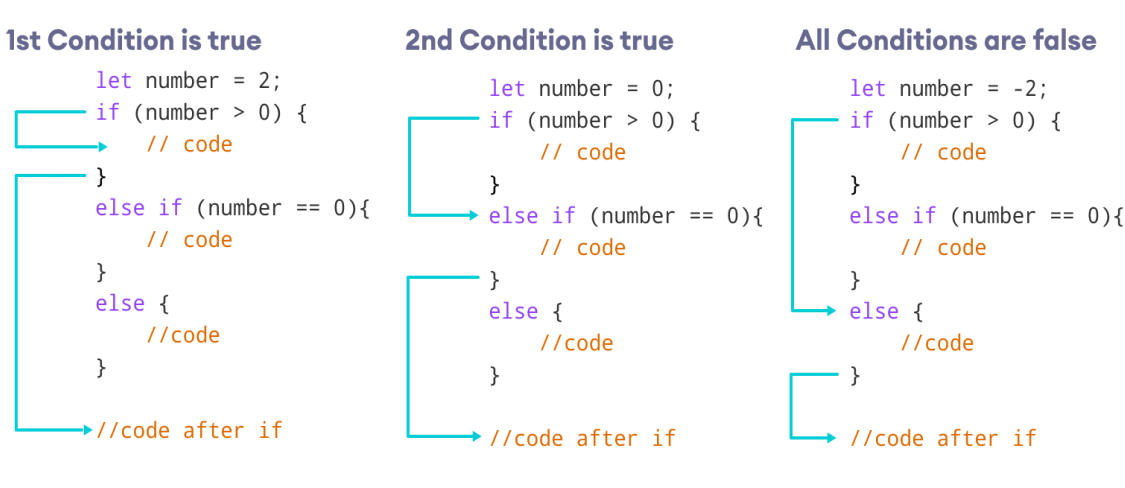 1st Condition is true
let number = 2;
if (number > 0) {
// code
}
else if (number == 0){
// code
}
else {
//code
}
//code after if
2nd Condition is true
let number = 0;
if (number > 0) {
// code
}
else if (number == 0){
// code
}
else {
//code
}
//code after if
All Conditions are false
let number = -2;
if (number > 0) {
// code
}
else if (number == 0){
// code
}
else {
//code
}
//code after if